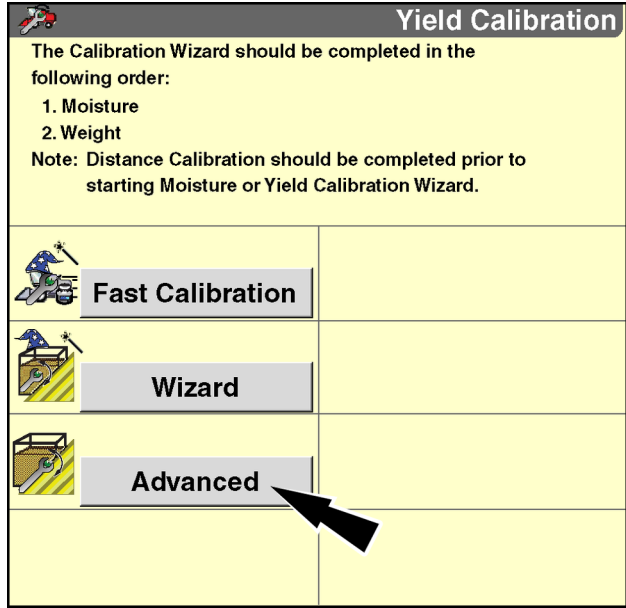 Yield Calibration
The Calibration Wizard should be completed in the
following order:
1. Moisture
2. Weight
Note: Distance Calibration should be completed prior to
starting Moisture or Yield Calibration Wizard.
Fast Calibration
Wizard
Advanced